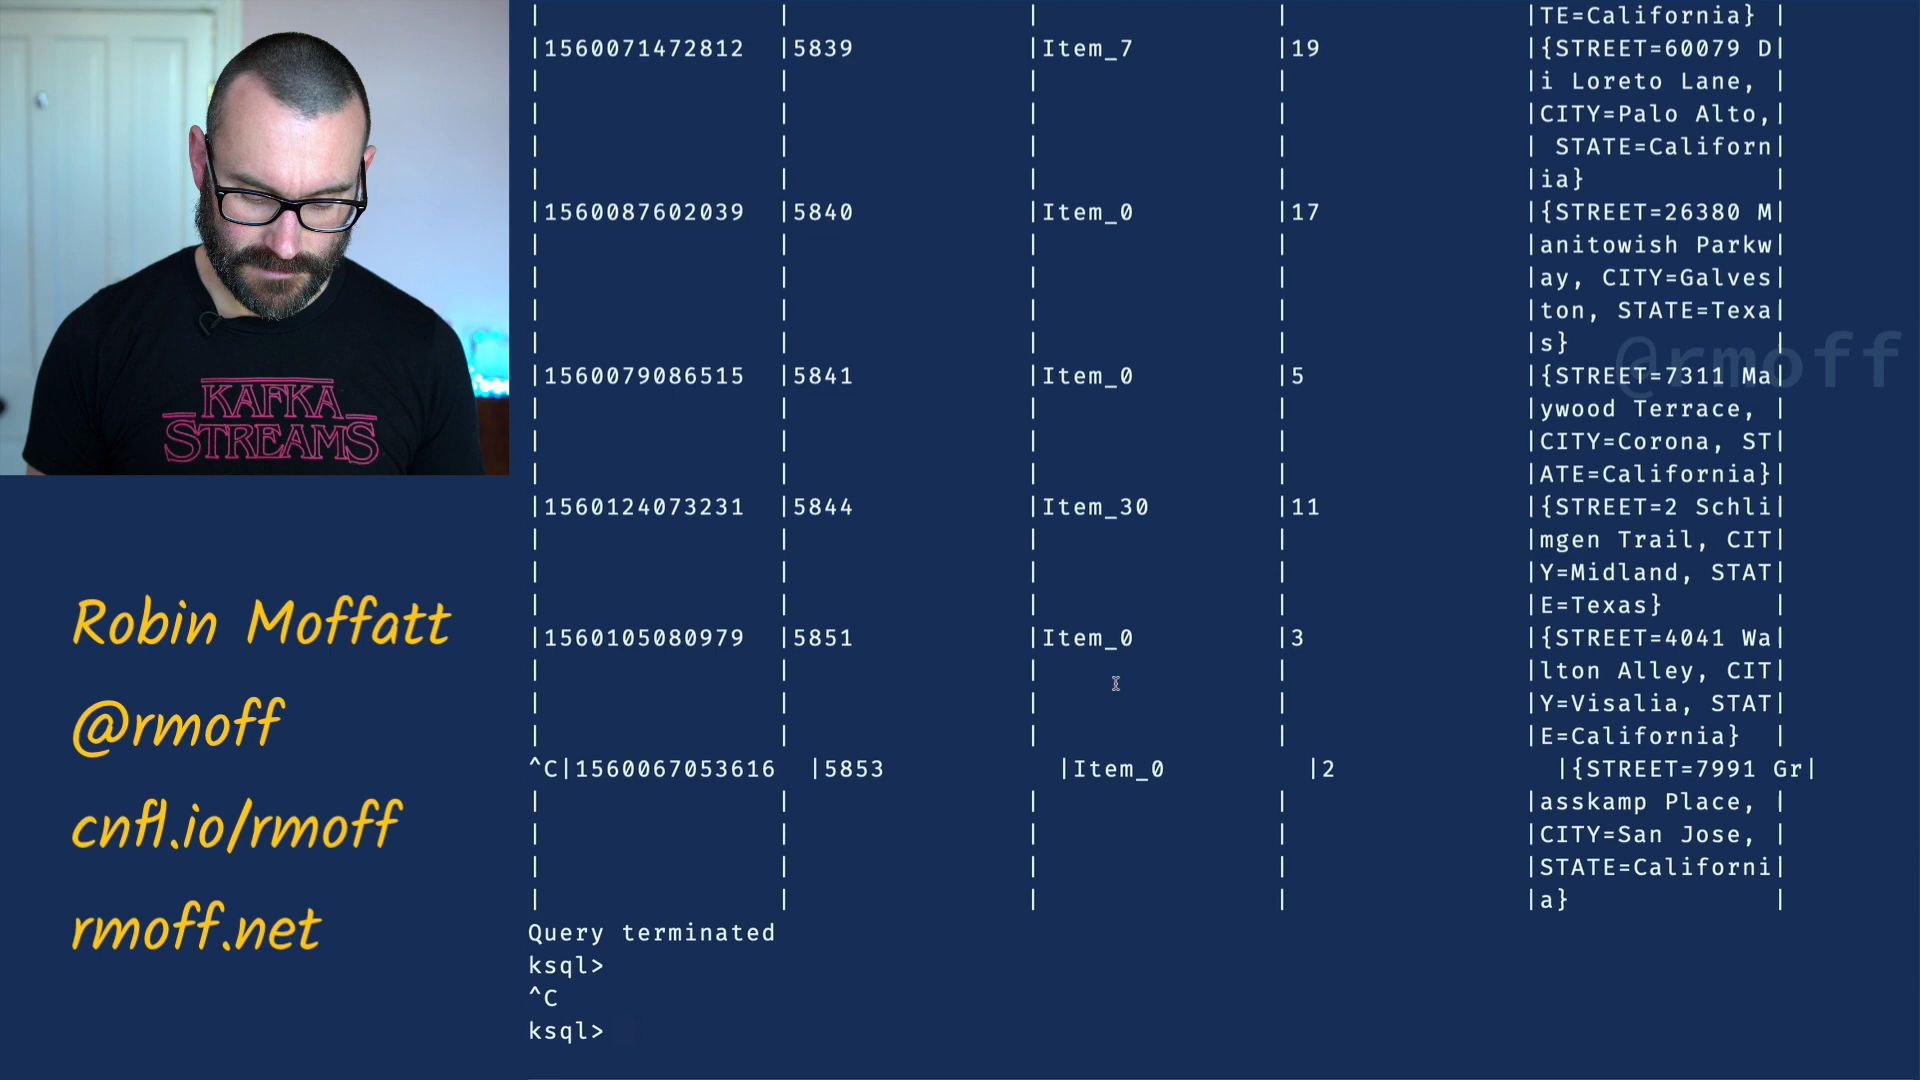 KAFKA
STREAMS
Robin Moffatt
@rmoff
cnfl.io/rmoff
rmoff.net
| | | | |TE=California} |
|1560071472812 |5839 |Item_7 |19 |{STREET=60079 D|
| | | | |i Loreto Lane, |
| | | | |CITY=Palo Alto,|
| | | | | STATE=Californ|
| | | | |ia} |
|1560087602039 |5840 |Item_0 |17 |{STREET=26380 M|
| | | | |anitowish Parkw|
| | | | |ay, CITY=Galves|
| | | | |ton, STATE=Texa|
| | | | |s} |
@rmoff
|1560079086515 |5841 |Item_0 |5 |{STREET=7311 Ma|
| | | | |ywood Terrace, |
| | | | |CITY=Corona, ST|
| | | | |ATE=California}|
|1560124073231 |5844 |Item_30 |11 |{STREET=2 Schli|
| | | | |mgen Trail, CIT|
| | | | |Y=Midland, STAT|
| | | | |E=Texas} |
|1560105080979 |5851 |Item_0 |3 |{STREET=4041 Wa|
| | | | |lton Alley, CIT|
| | | | |Y=Visalia, STAT|
| | | | |E=California} |
^C|1560067053616 |5853 |Item_0 |2 |{STREET=7991 Gr|
| | | | |asskamp Place, |
| | | | |CITY=San Jose, |
| | | | |STATE=Californi|
| | | | |a} |
Query terminated
ksql>
^C
ksql>